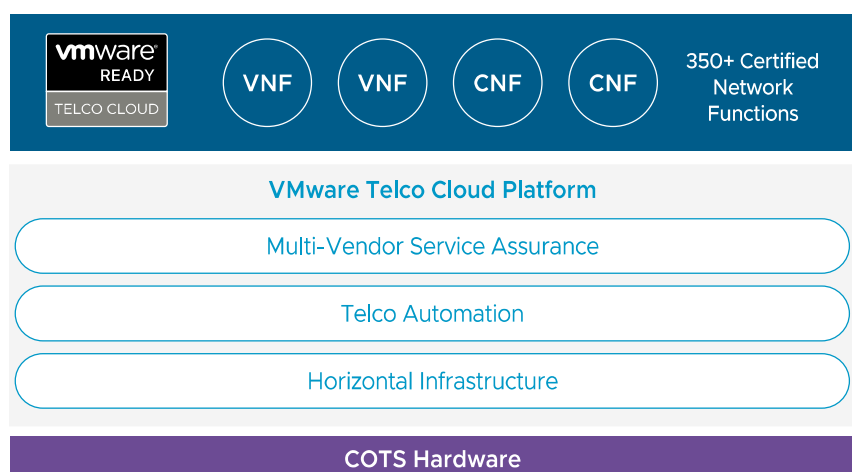 vmware®
READY
TELCO CLOUD
VNF
VNF
CNF
CNF
350+ Certified
Network
Functions
VMware Telco Cloud Platform
Multi-Vendor Service Assurance
Telco Automation
Horizontal Infrastructure
COTS Hardware